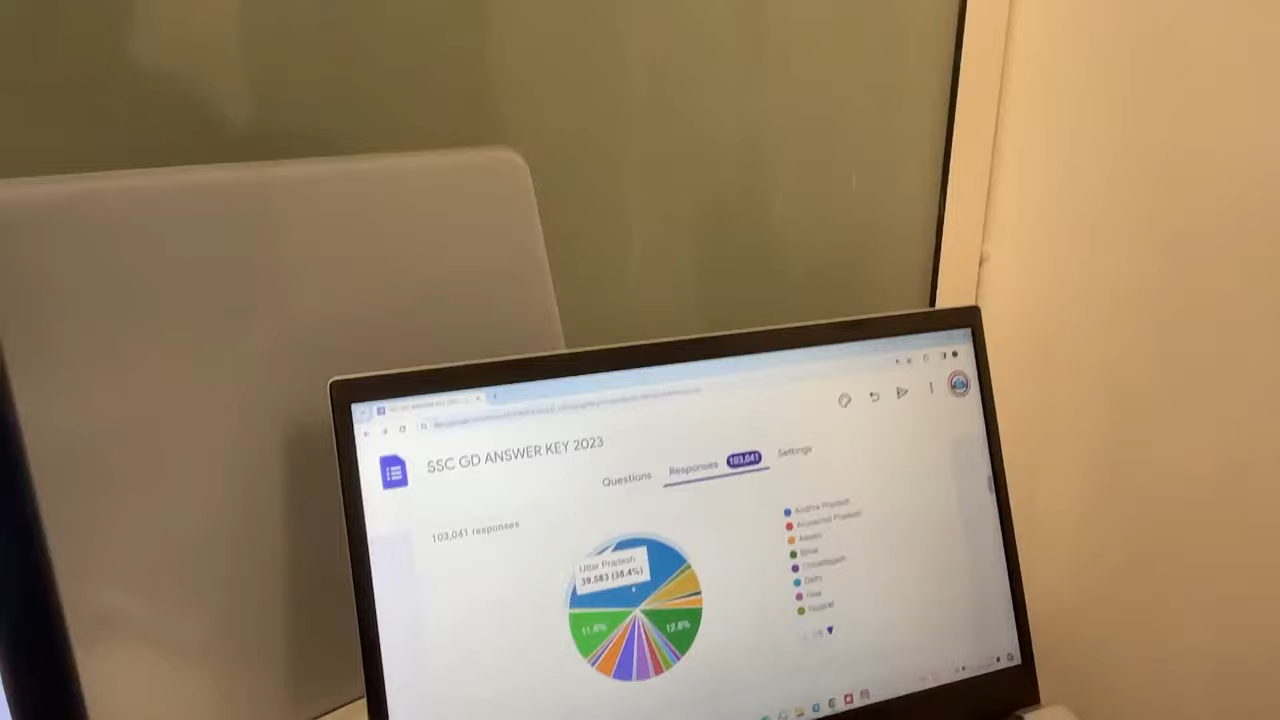 SSC GD ANSWER KEY 2023
Questions
Responses
103,041
Settings
103,041 responses
Uttar Pradesh
39,583 (38.4%)
11.6%
12.8%
Andhra Pradesh
Arunachal Pradesh
Assam
Bihar
Chhattisgarh
Delhi
Goa
Gujarat